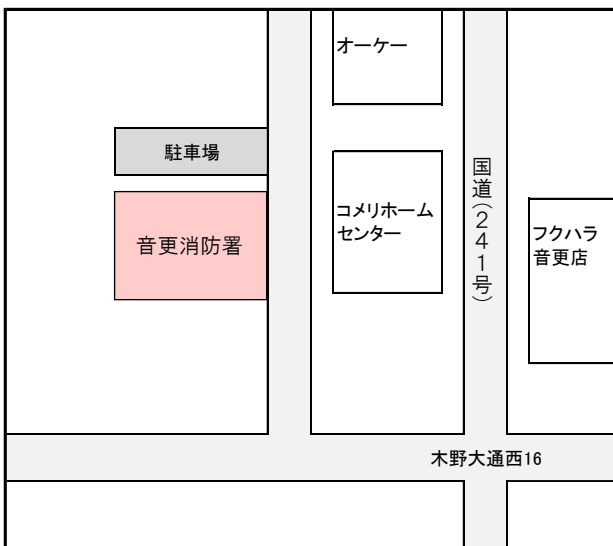 オーケー
駐車場
音更消防署
コメリホーム
センター
国道(241号)
フクハラ
音更店
木野大通西16